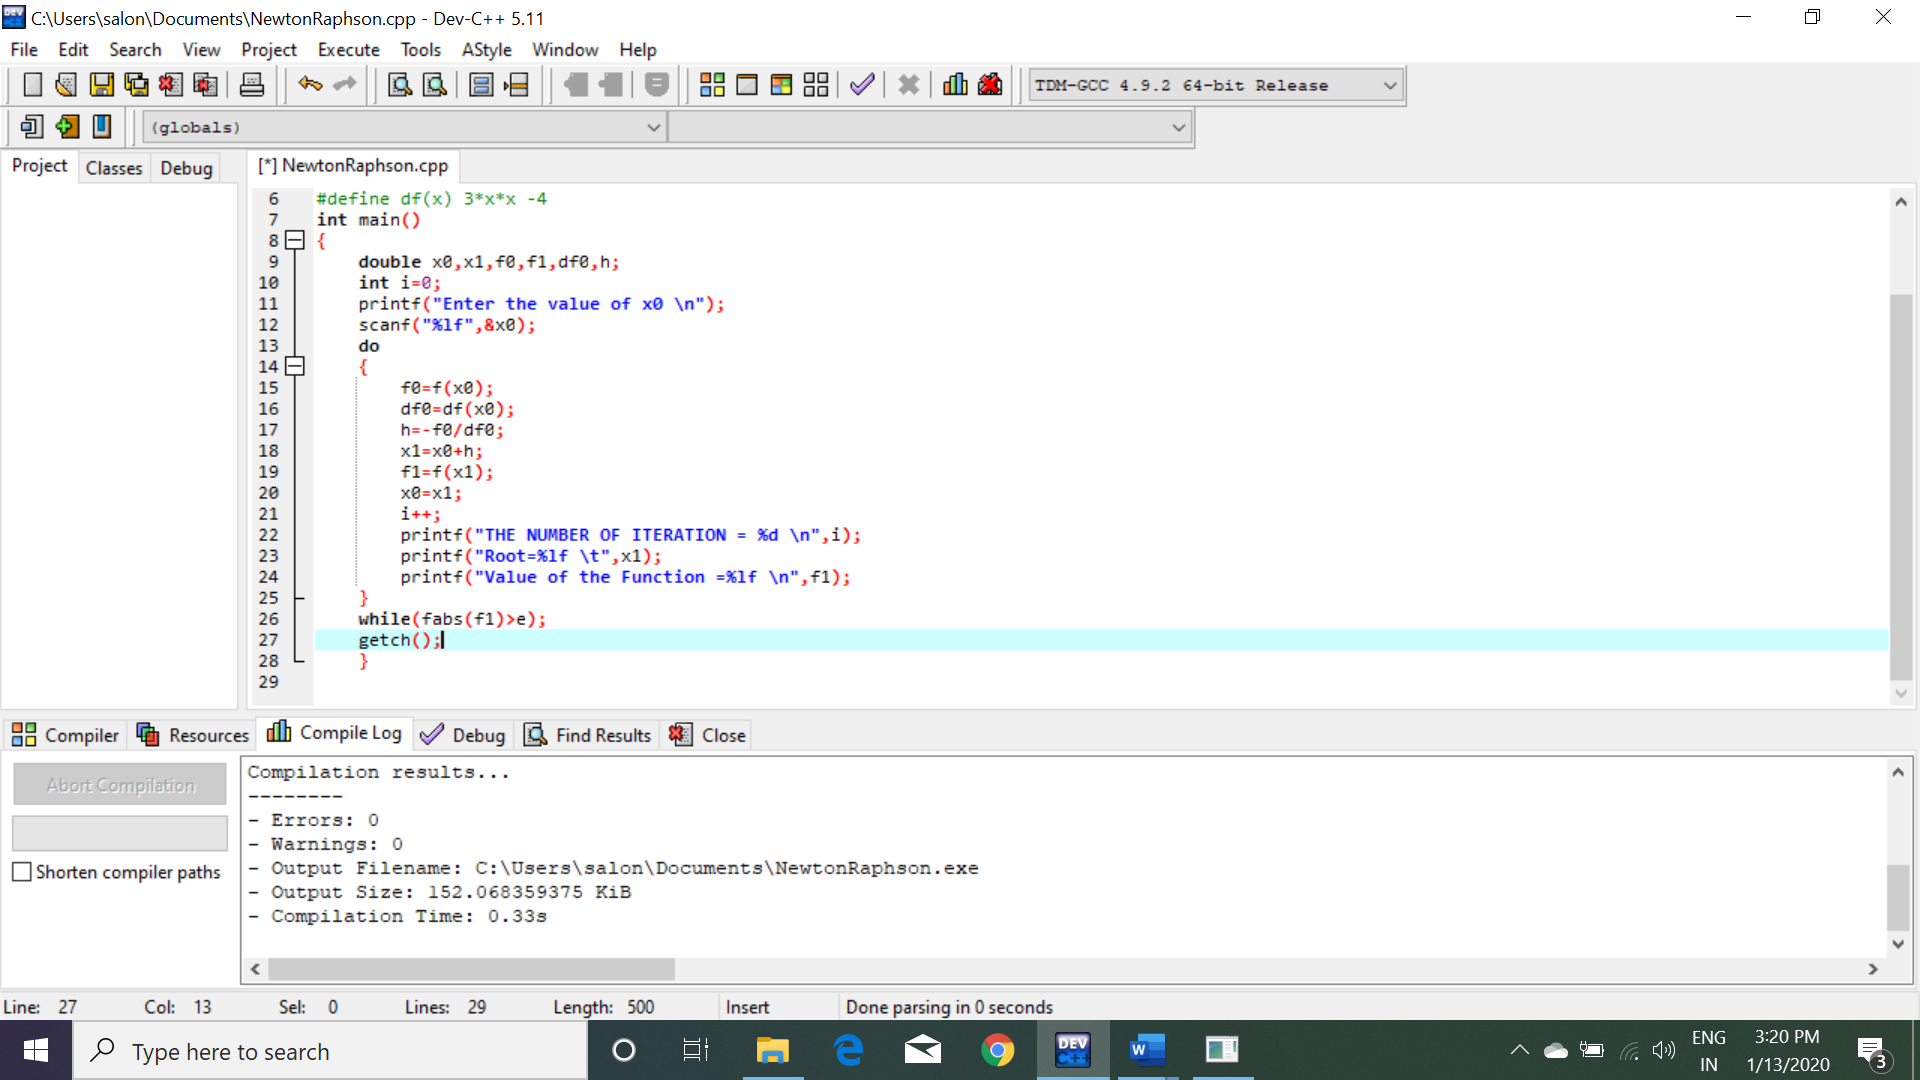 C:\Users\salon\Documents\NewtonRaphson.cpp - Dev-C++ 5.11
File Edit Search View Project Execute Tools AStyle Window Help
TDM-GCC 4.9.2 64-bit Release
(globals)
Project Classes Debug [*] NewtonRaphson.cpp
6 #define df(x) 3*x*x -4
7 int main()
8 {
9 double x0,x1,f0,f1,df0,h;
10 int i=0;
11 printf("Enter the value of x0 \n");
12 scanf("%lf",&x0);
13 do
14 {
15 f0=f(x0);
16 df0=df(x0);
17 h=-f0/df0;
18 x1=x0+h;
19 f1=f(x1);
20 x0=x1;
21 i++;
22 printf("THE NUMBER OF ITERATION = %d \n",i);
23 printf("Root=%lf \t",x1);
24 printf("Value of the Function =%lf \n",f1);
25 }
26 while(fabs(f1)>e);
27 getch();
28 }
29
Compiler Resources Compile Log Debug Find Results Close
Abort Compilation
Shorten compiler paths
Compilation results...
--------
- Errors: 0
- Warnings: 0
- Output Filename: C:\Users\salon\Documents\NewtonRaphson.exe
- Output Size: 152.068359375 KiB
- Compilation Time: 0.33s
Line: 27 Col: 13 Sel: 0 Lines: 29 Length: 500 Insert Done parsing in 0 seconds
Type here to search
DEV C++
W
ENG
IN
3:20 PM
1/13/2020
3